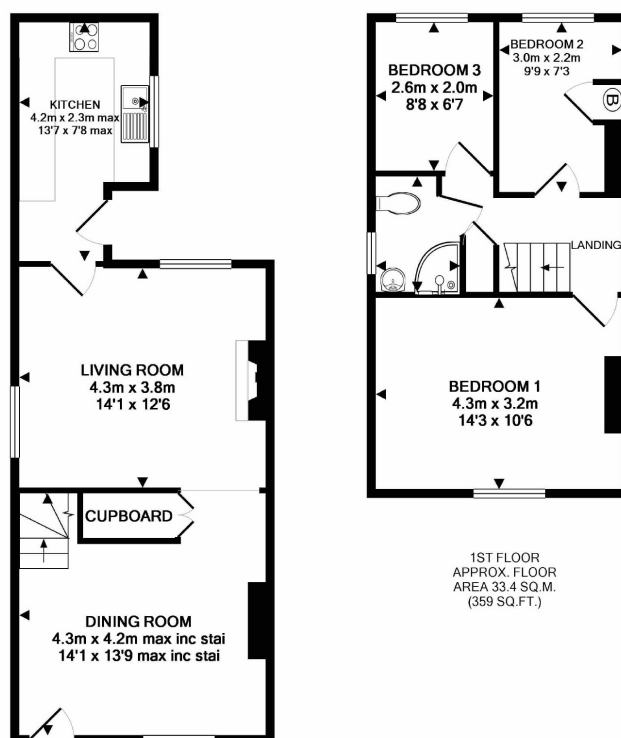 KITCHEN
4.2m x 2.3m max
13'7 x 7'8 max
LIVING ROOM
4.3m x 3.8m
14'1 x 12'6
CUPBOARD
DINING ROOM
4.3m x 4.2m max inc stai
14'1 x 13'9 max inc stai
BEDROOM 3
2.6m x 2.0m
8'8 x 6'7
BEDROOM 2
3.0m x 2.2m
9'9 x 7'3
B
LANDING
BEDROOM 1
4.3m x 3.2m
14'3 x 10'6
1ST FLOOR
APPROX. FLOOR
AREA 33.4 SQ.M.
(359 SQ.FT.)